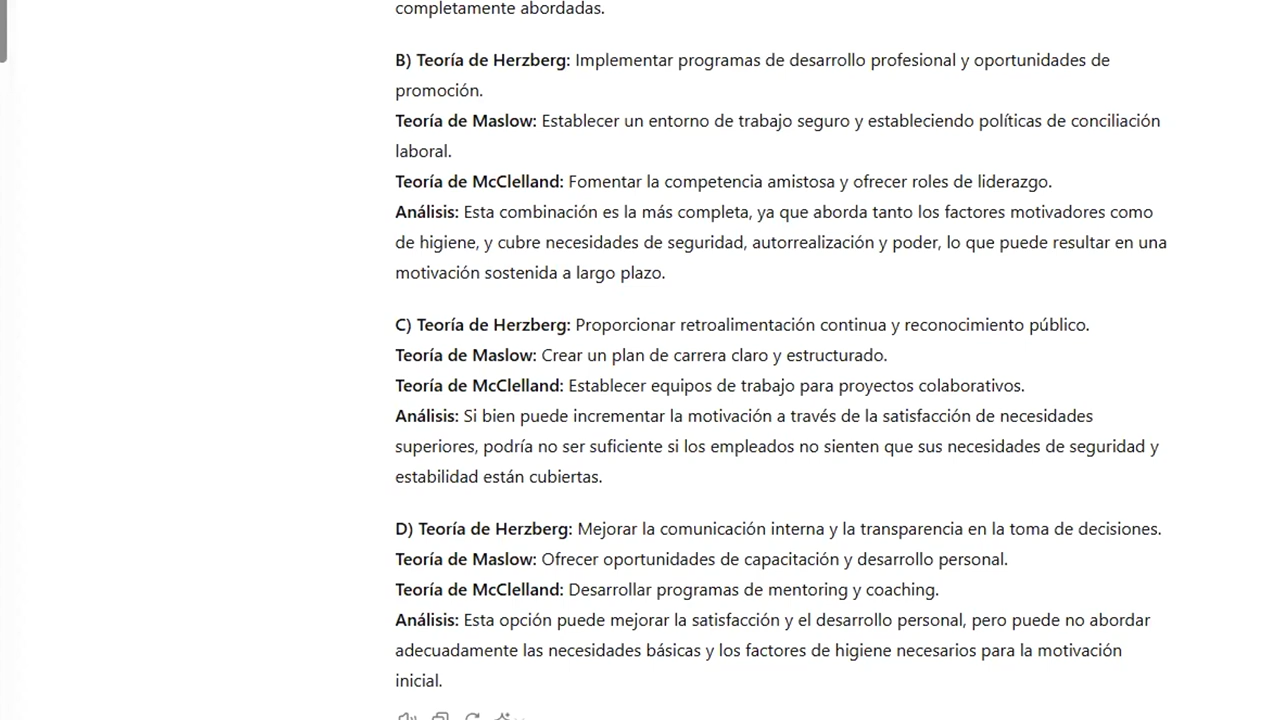 completamente abordadas.
B) Teoría de Herzberg: Implementar programas de desarrollo profesional y oportunidades de
promoción.
Teoría de Maslow: Establecer un entorno de trabajo seguro y estableciendo políticas de conciliación
laboral.
Teoría de McClelland: Fomentar la competencia amistosa y ofrecer roles de liderazgo.
Análisis: Esta combinación es la más completa, ya que aborda tanto los factores motivadores como
de higiene, y cubre necesidades de seguridad, autorrealización y poder, lo que puede resultar en una
motivación sostenida a largo plazo.
C) Teoría de Herzberg: Proporcionar retroalimentación continua y reconocimiento público.
Teoría de Maslow: Crear un plan de carrera claro y estructurado.
Teoría de McClelland: Establecer equipos de trabajo para proyectos colaborativos.
Análisis: Si bien puede incrementar la motivación a través de la satisfacción de necesidades
superiores, podría no ser suficiente si los empleados no sienten que sus necesidades de seguridad y
estabilidad están cubiertas.
D) Teoría de Herzberg: Mejorar la comunicación interna y la transparencia en la toma de decisiones.
Teoría de Maslow: Ofrecer oportunidades de capacitación y desarrollo personal.
Teoría de McClelland: Desarrollar programas de mentoring y coaching.
Análisis: Esta opción puede mejorar la satisfacción y el desarrollo personal, pero puede no abordar
adecuadamente las necesidades básicas y los factores de higiene necesarios para la motivación
inicial.